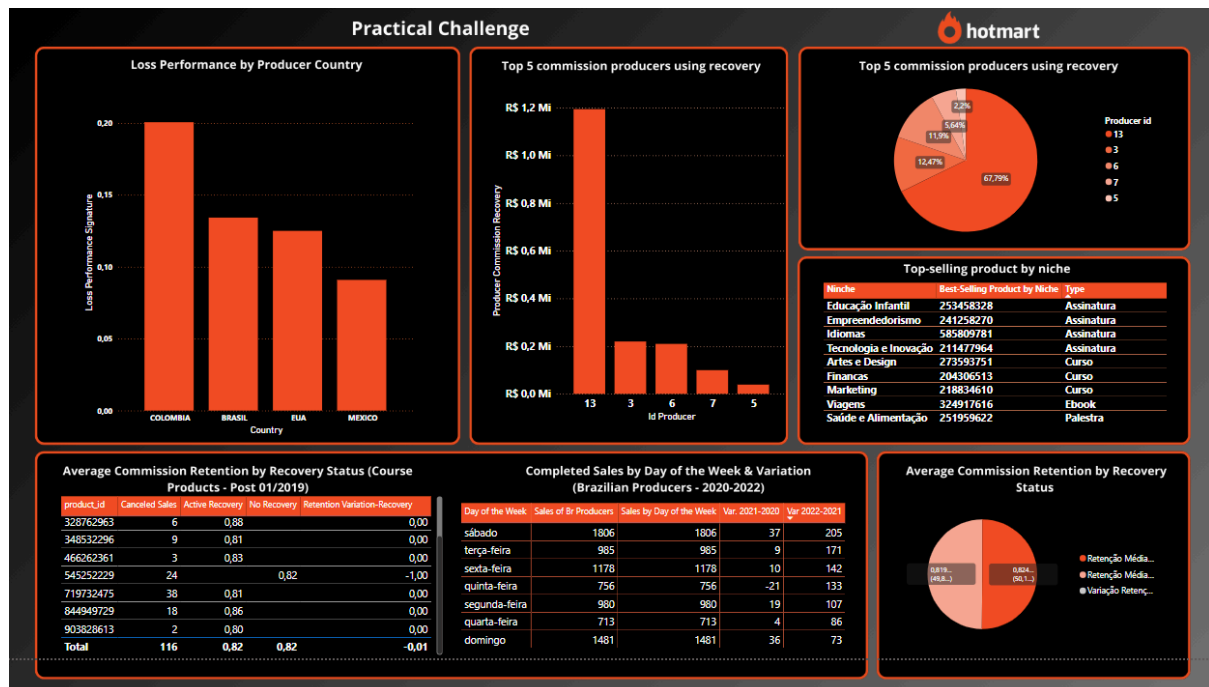 Practical Challenge
hotmart
Loss Performance by Producer Country
Loss Performance Signature
0,20
0,15
0,10
0,05
0,00
COLOMBIA BRASIL EUA MEXICO
Country
Top 5 commission producers using recovery
Producer Commission Recovery
R$ 1,2 Mi
R$ 1,0 Mi
R$ 0,8 Mi
R$ 0,6 Mi
R$ 0,4 Mi
R$ 0,2 Mi
R$ 0,0 Mi
13 3 6 7 5
Id Producer
Top 5 commission producers using recovery
2,2%
5,64%
11,9%
12,47%
67,79%
Producer id
13
3
6
7
5
Top-selling product by niche
Ninche Best-Selling Product by Niche Type
Educação Infantil 253458328 Assinatura
Empreendedorismo 241258270 Assinatura
Idiomas 585809781 Assinatura
Tecnologia e Inovação 211477964 Assinatura
Artes e Design 273593751 Curso
Financas 204306513 Curso
Marketing 218834610 Curso
Viagens 324917616 Ebook
Saúde e Alimentação 251959622 Palestra
Average Commission Retention by Recovery Status (Course
Products - Post 01/2019)
product_id Canceled Sales Active Recovery No Recovery Retention Variation-Recovery
328762963 6 0,88 0,00
348532296 9 0,81 0,00
466262361 3 0,83 0,00
545252229 24 0,82 -1,00
719732475 38 0,81 0,00
844949729 18 0,86 0,00
903828613 2 0,80 0,00
Total 116 0,82 0,82 -0,01
Completed Sales by Day of the Week & Variation
(Brazilian Producers - 2020-2022)
Day of the Week Sales of Br Producers Sales by Day of the Week Var. 2021-2020 Var 2022-2021
sábado 1806 1806 37 205
terça-feira 985 985 9 171
sexta-feira 1178 1178 10 142
quinta-feira 756 756 -21 133
segunda-feira 980 980 19 107
quarta-feira 713 713 4 86
domingo 1481 1481 36 73
Average Commission Retention by Recovery
Status
0,819...
(49,8...)
0,824...
(50,1...)
Retenção Média...
Retenção Média...
Variação Retenç...